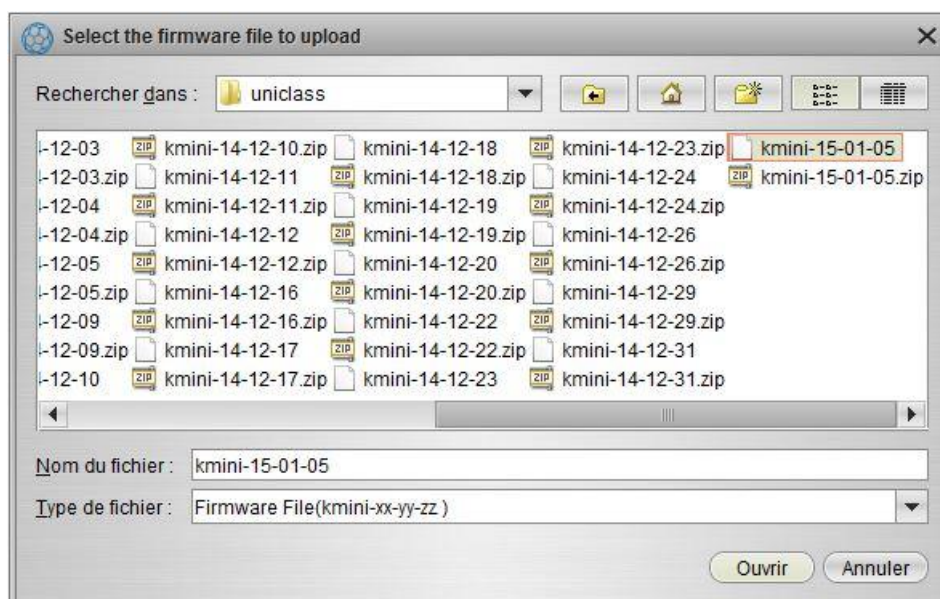 Select the firmware file to upload
Rechercher dans : uniclass
-12-03 kmini-14-12-10.zip kmini-14-12-18 kmini-14-12-23.zip kmini-15-01-05
-12-03.zip kmini-14-12-11 kmini-14-12-18.zip kmini-14-12-24 kmini-15-01-05.zip
-12-04 kmini-14-12-11.zip kmini-14-12-19 kmini-14-12-24.zip
-12-04.zip kmini-14-12-12 kmini-14-12-19.zip kmini-14-12-26
-12-05 kmini-14-12-12.zip kmini-14-12-20 kmini-14-12-26.zip
-12-05.zip kmini-14-12-16 kmini-14-12-20.zip kmini-14-12-29
-12-09 kmini-14-12-16.zip kmini-14-12-22 kmini-14-12-29.zip
-12-09.zip kmini-14-12-17 kmini-14-12-22.zip kmini-14-12-31
-12-10 kmini-14-12-17.zip kmini-14-12-23 kmini-14-12-31.zip
Nom du fichier : kmini-15-01-05
Type de fichier : Firmware File(kmini-xx-yy-zz )
Ouvrir Annuler